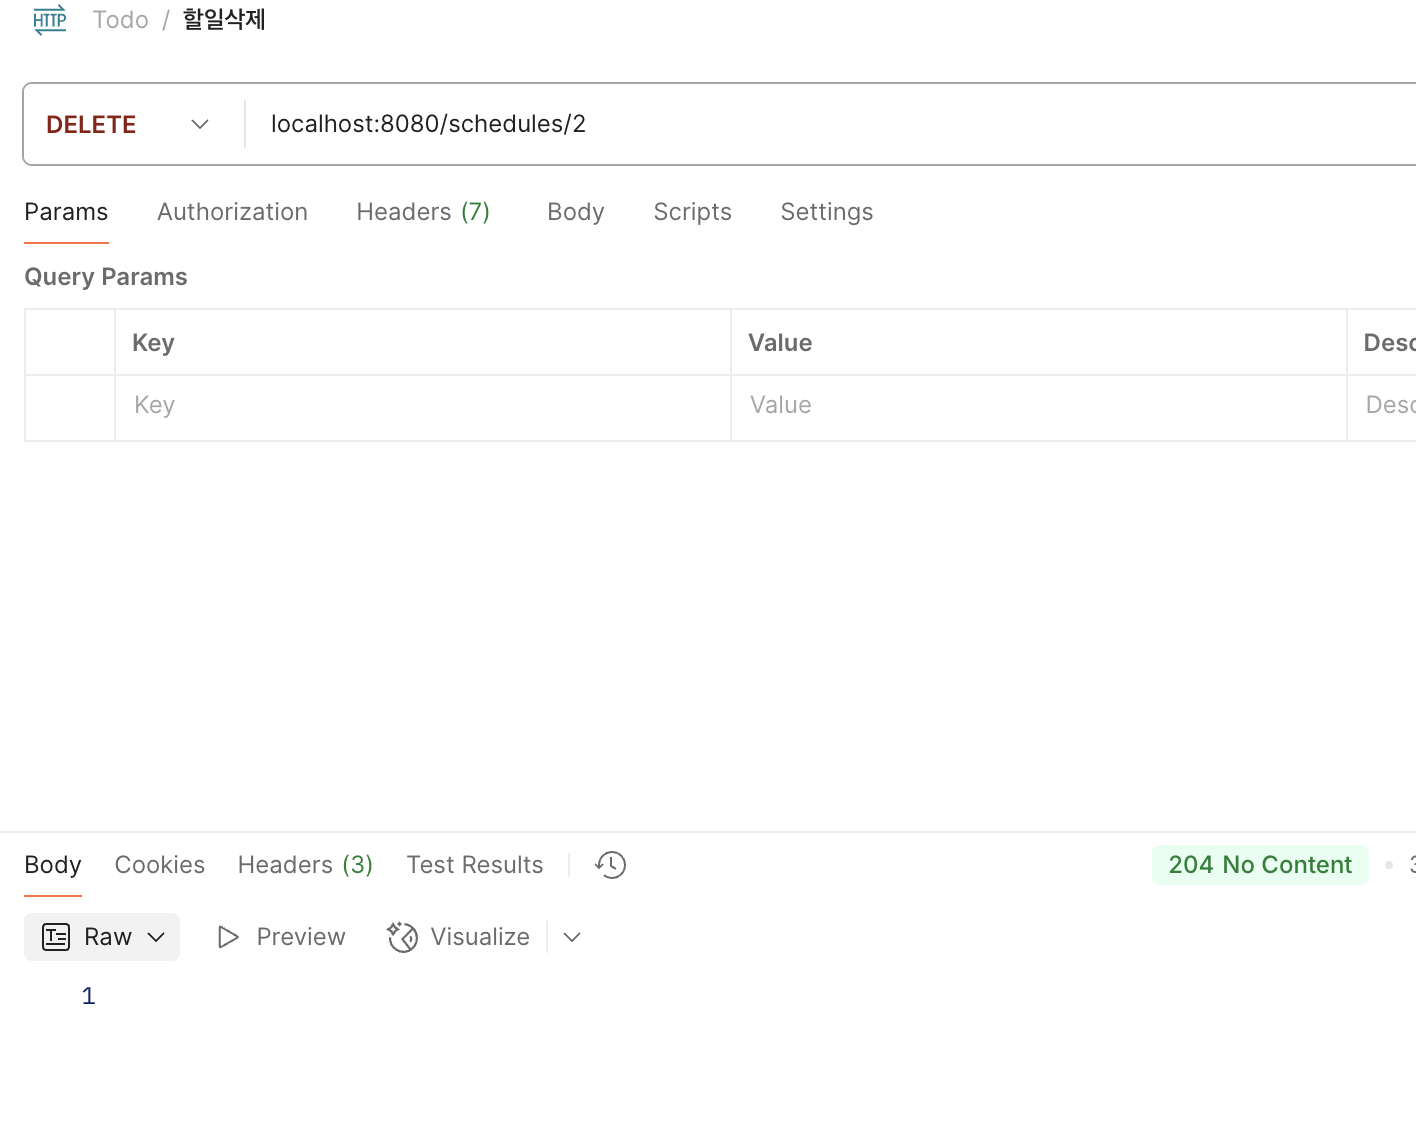 HTTP Todo / 할일삭제
DELETE localhost:8080/schedules/2
Params Authorization Headers (7) Body Scripts Settings
Query Params
Key Value Desc
Key Value Desc
Body Cookies Headers (3) Test Results 204 No Content
Raw Preview Visualize
1